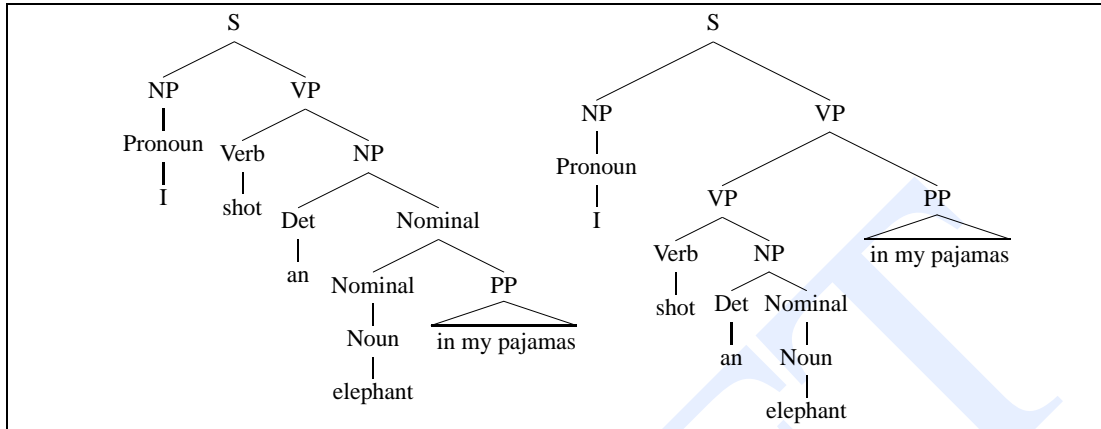 S S
NP VP NP VP
Pronoun Verb NP Pronoun
I shot Det Nominal I VP PP
an Nominal PP Verb NP in my pajamas
Noun in my pajamas shot Det Nominal
elephant an Noun
elephant